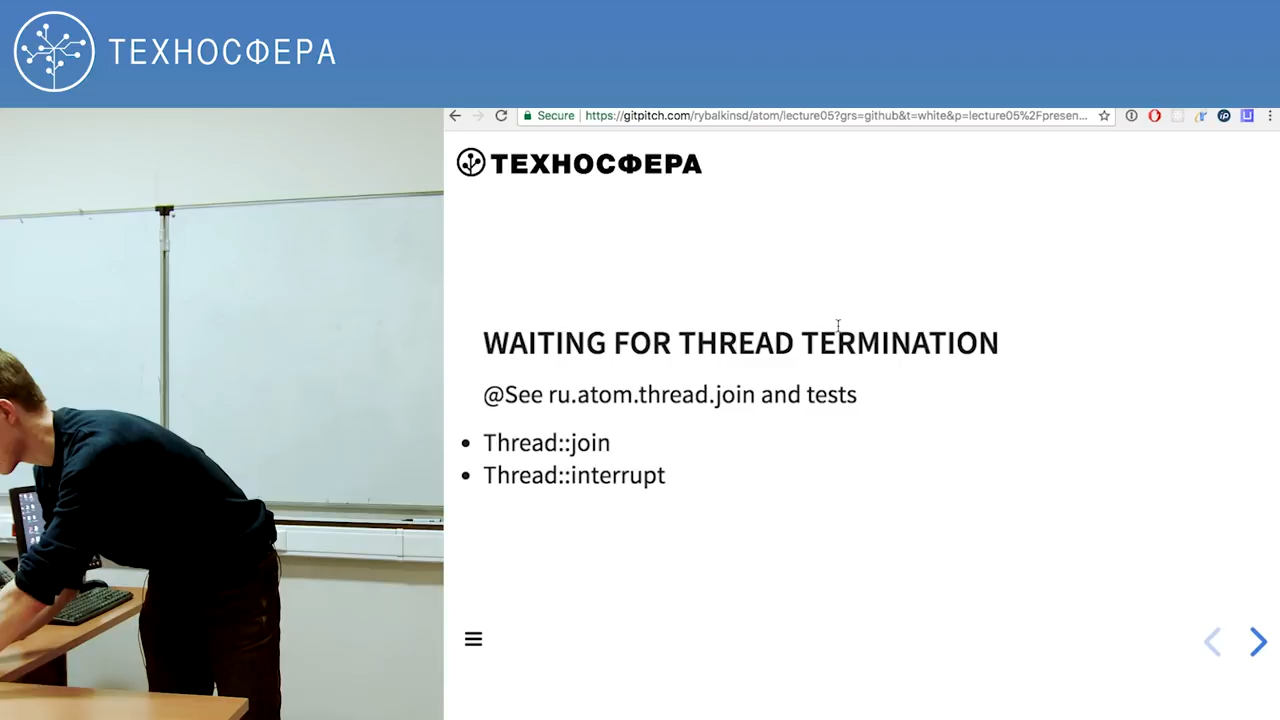 ТЕХНОСФЕРА
Secure https://gitpitch.com/rybalkinsd/atom/lecture05?grs=github&t=white&p=lecture05%2Fpresen...
ТЕХНОСФЕРА
WAITING FOR THREAD TERMINATION
@See ru.atom.thread.join and tests
Thread::join
Thread::interrupt